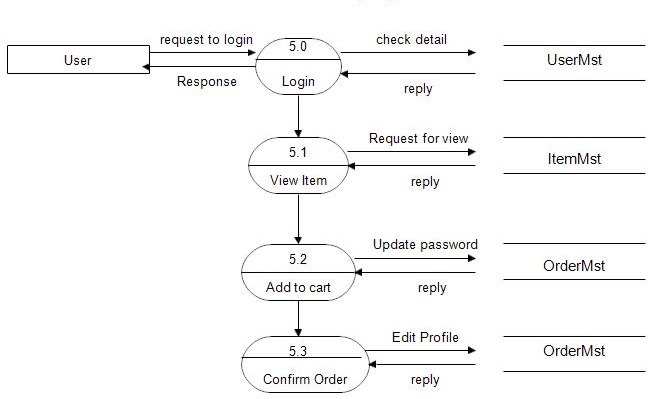 request to login
5.0
check detail
User
UserMst
Response
Login
reply
5.1
Request for view
ItemMst
View Item
reply
5.2
Update password
OrderMst
Add to cart
reply
5.3
Edit Profile
OrderMst
Confirm Order
reply